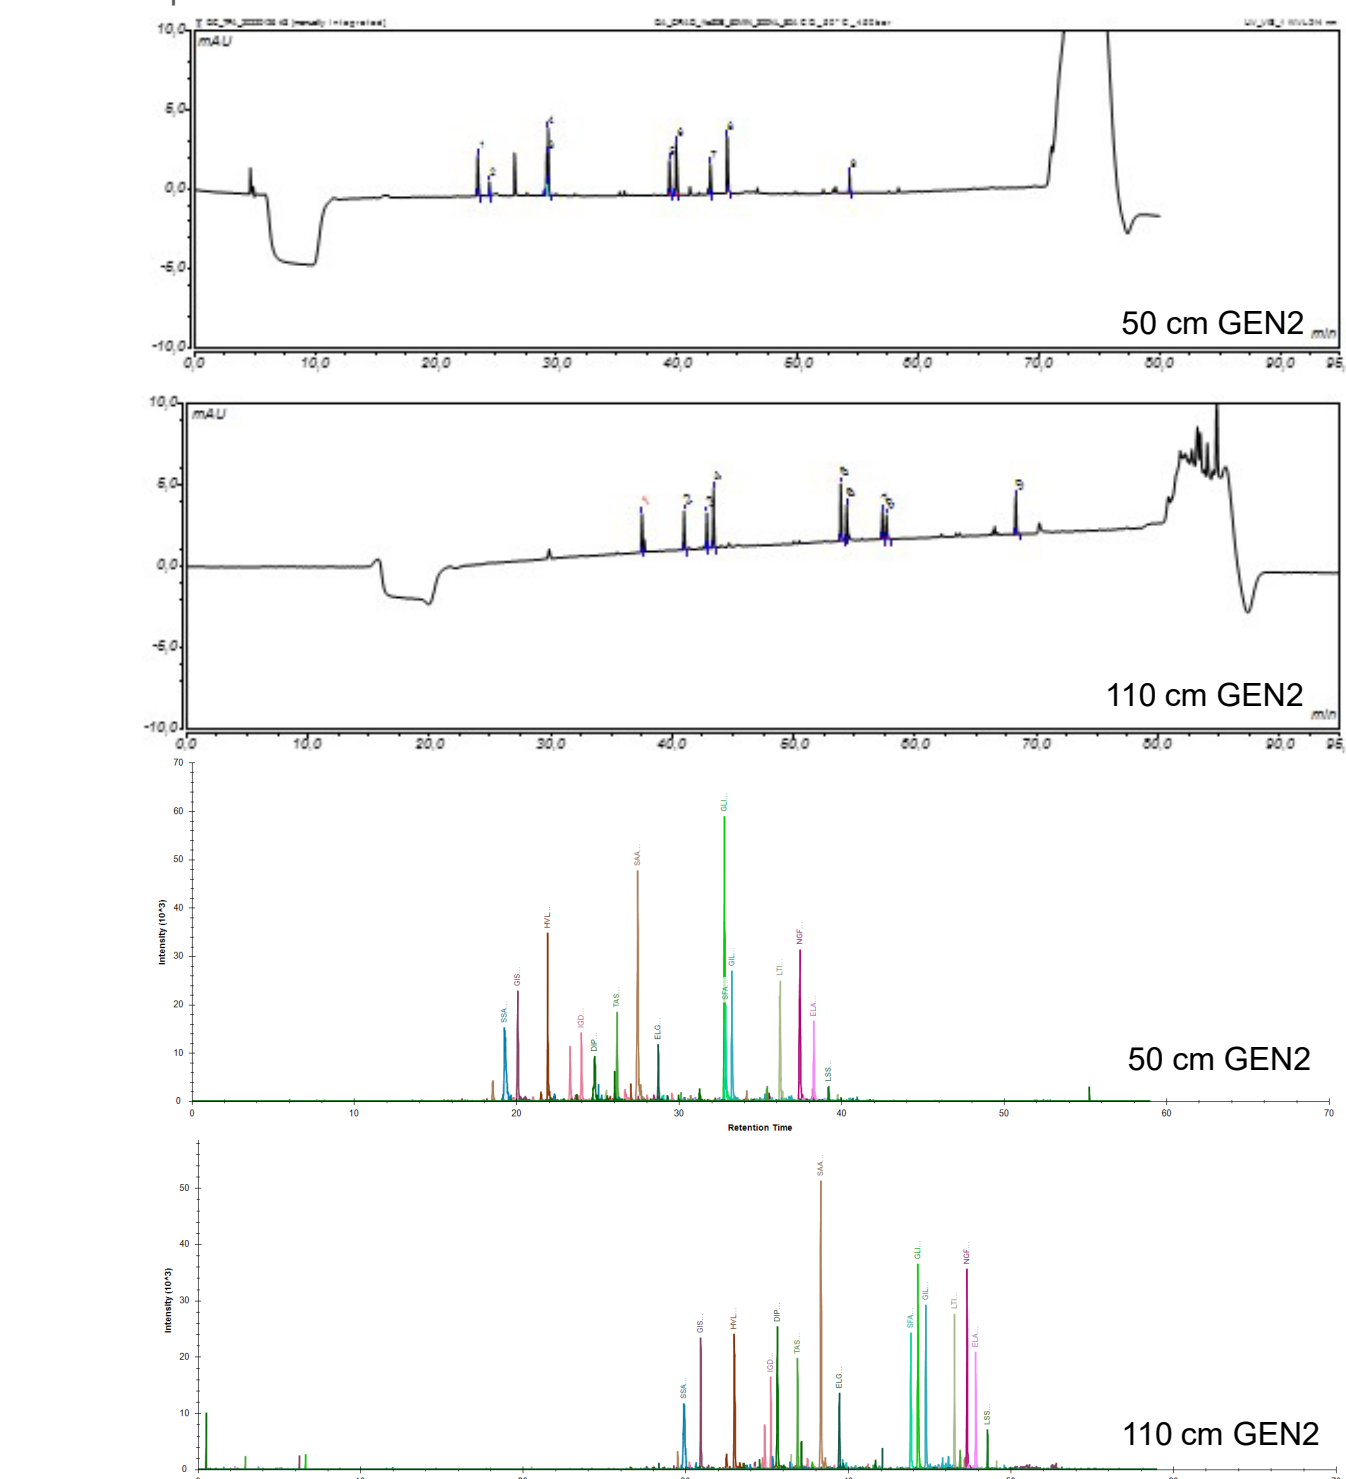 10,0
mAU
5,0
0,0
-5,0
-10,0
50 cm GEN2
min
0,0 10,0 20,0 30,0 40,0 50,0 60,0 70,0 80,0 90,0 95,
10,0
mAU
5,0
0,0
-5,0
-10,0
110 cm GEN2
min
0,0 10,0 20,0 30,0 40,0 50,0 60,0 70,0 80,0 90,0 95,
70
60
50
40
30
20
10
0
Intensity (10^3)
SSA...
GIS...
HVL...
IGD...
DIP...
TAS...
SAA...
ELG...
GLI...
SFA...
GIL...
LTI...
NGF...
ELA...
LSS...
50 cm GEN2
0 10 20 30 40 50 60 70
Retention Time
50
40
30
20
10
0
Intensity (10^3)
SSA...
GIS...
HVL...
IGD...
DIP...
TAS...
SAA...
ELG...
SFA...
GLI...
GIL...
LTI...
NGF...
ELA...
LSS...
110 cm GEN2